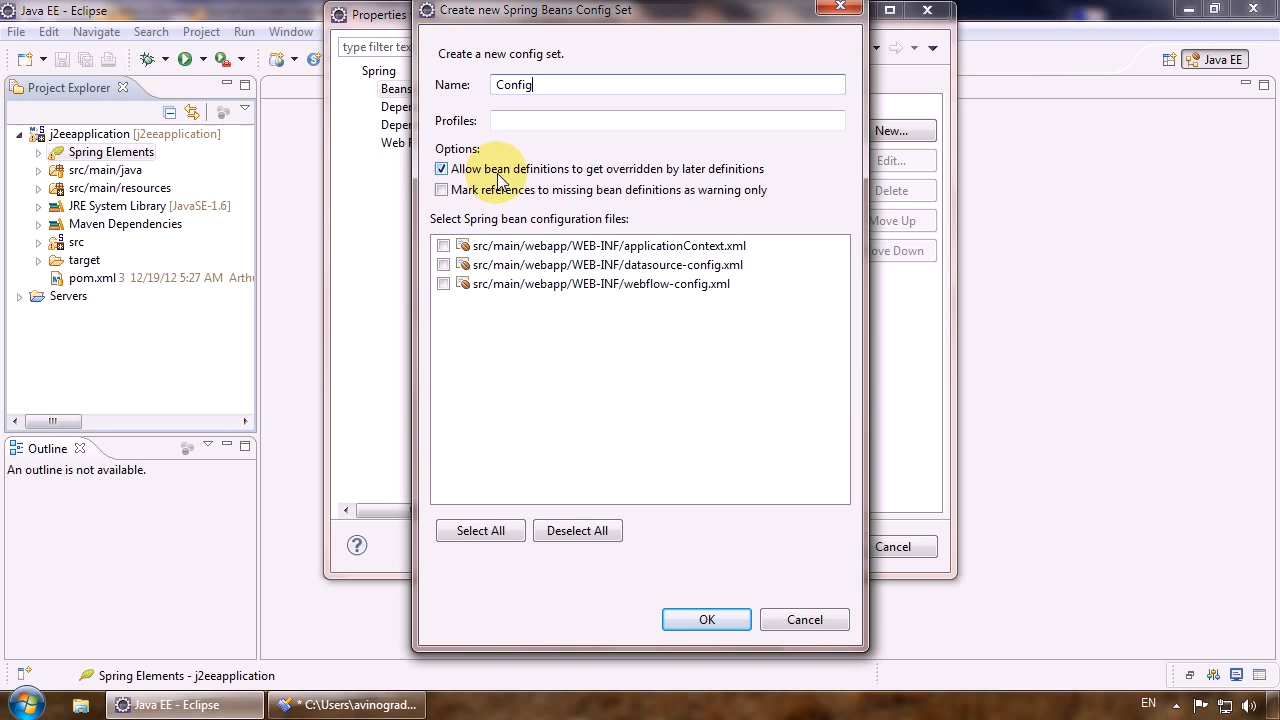 Java EE - Eclipse
Properties
Create new Spring Beans Config Set
File Edit Navigate Search Project Run Window
type filter tex
Create a new config set.
Java EE
Spring
Name: Config
Project Explorer
Beans
Depe
Profiles:
New...
j2eeapplication [j2eeapplication]
Depe
Web F
Options:
Spring Elements
Edit...
Allow bean definitions to get overridden by later definitions
src/main/java
Delete
Mark references to missing bean definitions as warning only
src/main/resources
JRE System Library [JavaSE-1.6]
Move Up
Select Spring bean configuration files:
Maven Dependencies
src
src/main/webapp/WEB-INF/applicationContext.xml
ove Down
target
src/main/webapp/WEB-INF/datasource-config.xml
pom.xml 3 12/19/12 5:27 AM Arthu
src/main/webapp/WEB-INF/webflow-config.xml
Servers
Outline
An outline is not available.
Select All Deselect All
Cancel
OK Cancel
Spring Elements - j2eeapplication
Java EE - Eclipse
* C:\Users\avinograd...
EN